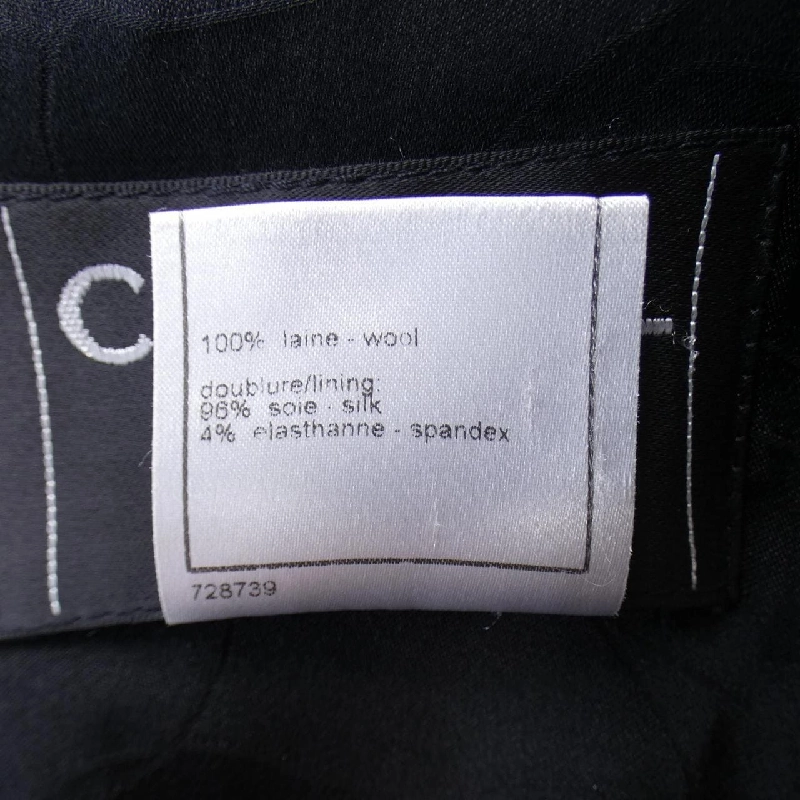 C
100% laine - wool
doublure/lining:
96% soie - silk
4% elasthanne - spandex
728739